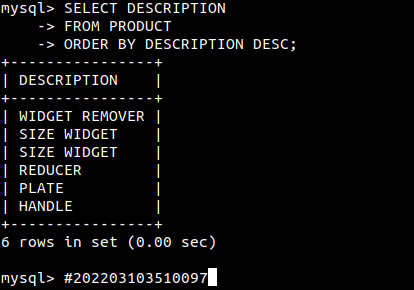 mysql> SELECT DESCRIPTION
    -> FROM PRODUCT
    -> ORDER BY DESCRIPTION DESC;
+----------------+
| DESCRIPTION    |
+----------------+
| WIDGET REMOVER |
| SIZE WIDGET    |
| SIZE WIDGET    |
| REDUCER        |
| PLATE          |
| HANDLE         |
+----------------+
6 rows in set (0.00 sec)
mysql> #202203103510097